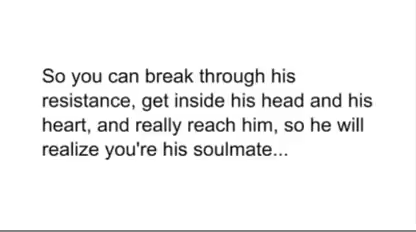 So you can break through his
resistance, get inside his head and his
heart, and really reach him, so he will
realize you're his soulmate...